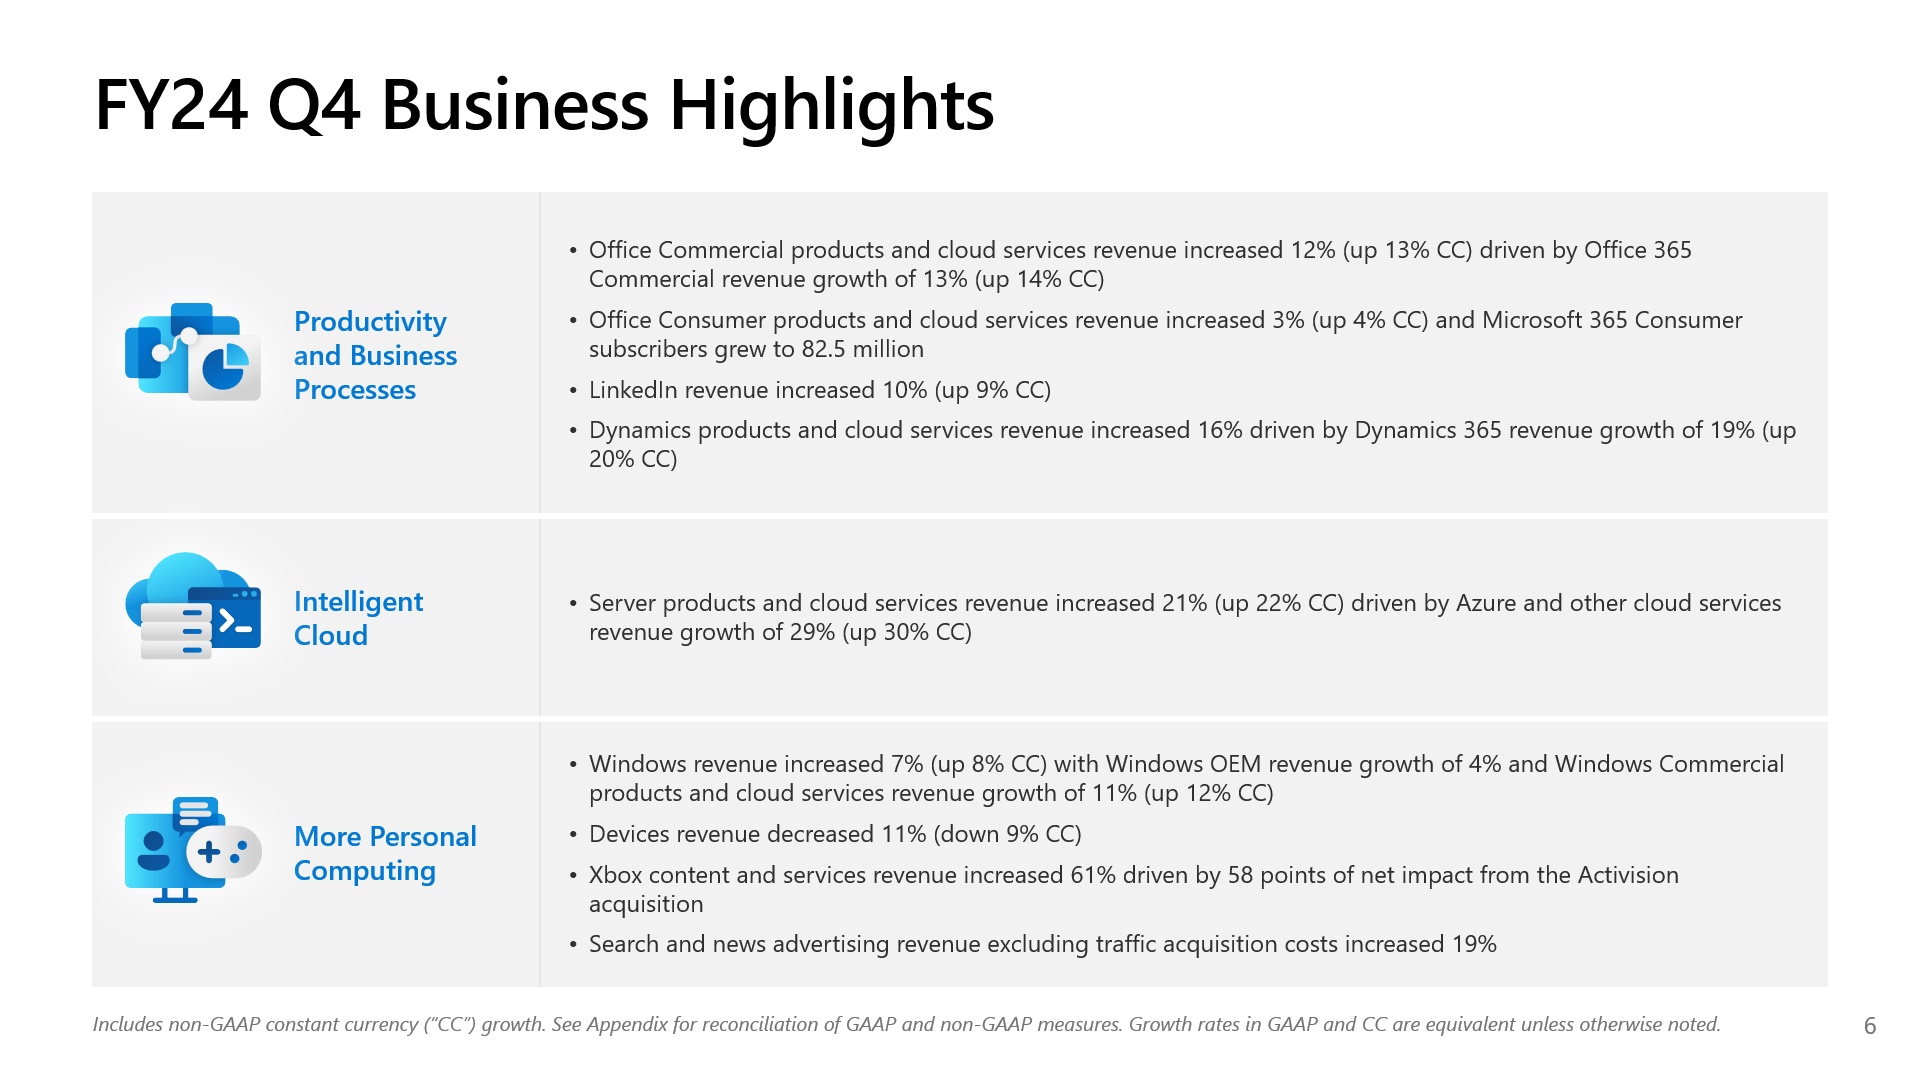 FY24 Q4 Business Highlights
Productivity
and Business
Processes
• Office Commercial products and cloud services revenue increased 12% (up 13% CC) driven by Office 365
Commercial revenue growth of 13% (up 14% CC)
• Office Consumer products and cloud services revenue increased 3% (up 4% CC) and Microsoft 365 Consumer
subscribers grew to 82.5 million
• LinkedIn revenue increased 10% (up 9% CC)
• Dynamics products and cloud services revenue increased 16% driven by Dynamics 365 revenue growth of 19% (up
20% CC)
Intelligent
Cloud
• Server products and cloud services revenue increased 21% (up 22% CC) driven by Azure and other cloud services
revenue growth of 29% (up 30% CC)
More Personal
Computing
• Windows revenue increased 7% (up 8% CC) with Windows OEM revenue growth of 4% and Windows Commercial
products and cloud services revenue growth of 11% (up 12% CC)
• Devices revenue decreased 11% (down 9% CC)
• Xbox content and services revenue increased 61% driven by 58 points of net impact from the Activision
acquisition
• Search and news advertising revenue excluding traffic acquisition costs increased 19%
Includes non-GAAP constant currency (“CC”) growth. See Appendix for reconciliation of GAAP and non-GAAP measures. Growth rates in GAAP and CC are equivalent unless otherwise noted.
6